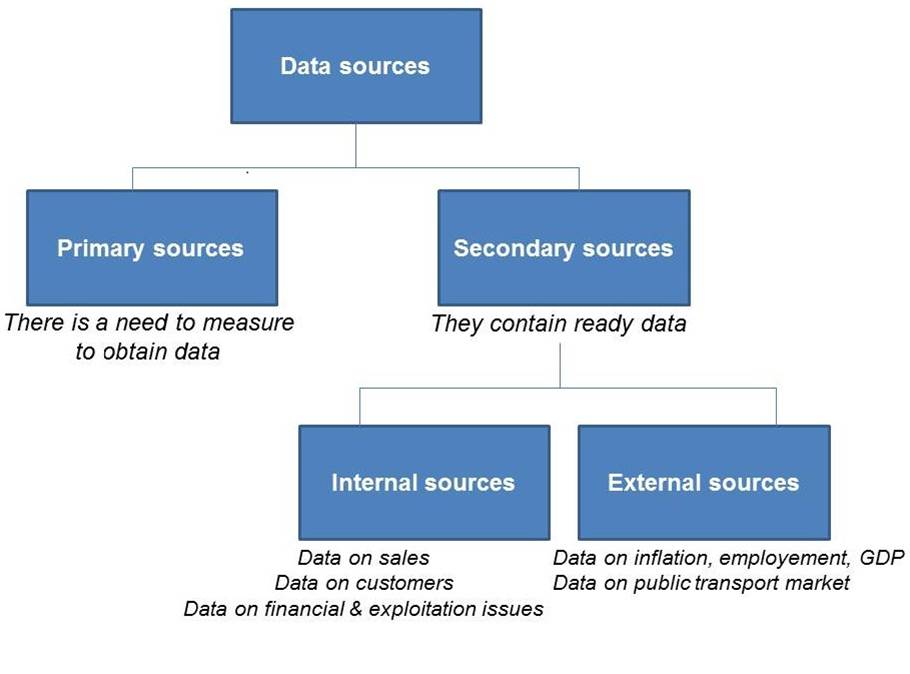 Data sources
Primary sources
Secondary sources
There is a need to measure
to obtain data
They contain ready data
Internal sources
External sources
Data on sales
Data on customers
Data on financial & exploitation issues
Data on inflation, employement, GDP
Data on public transport market